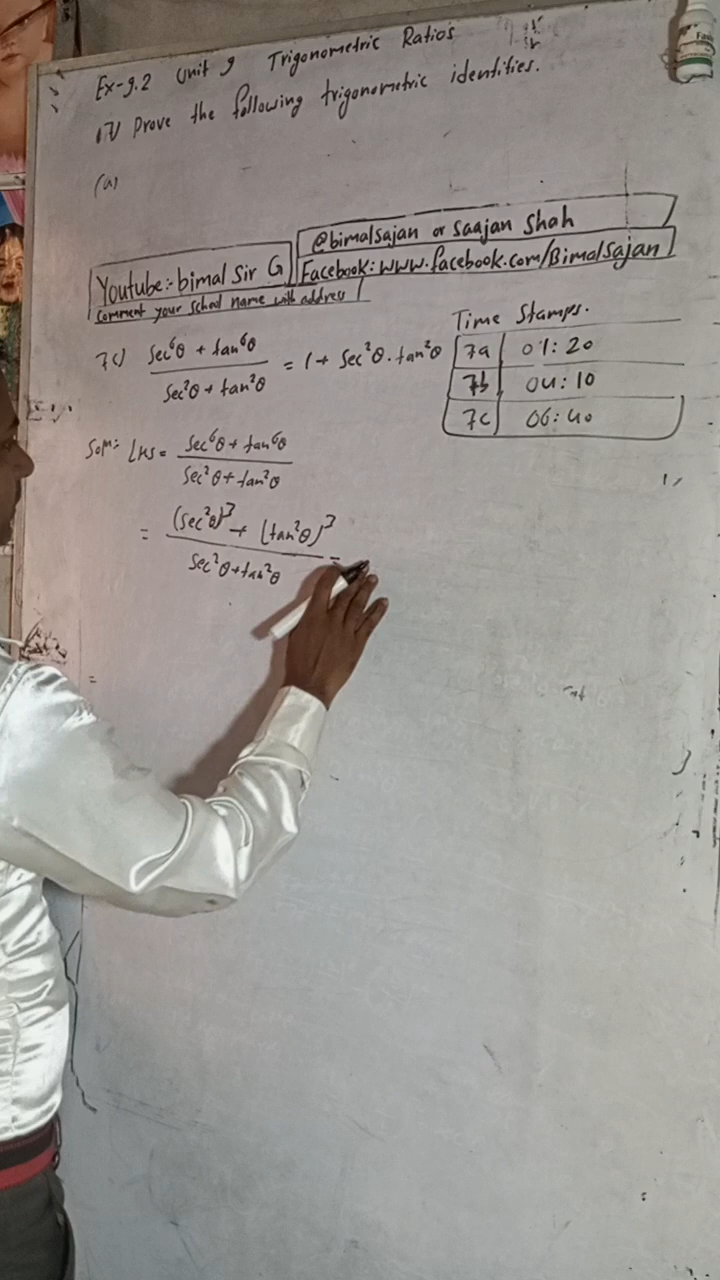 Ex-9.2 Unit 9 Trigonometric Ratios
Prove the following trigonometric identities.
(a)
@bimalsajan or Saajan Shah
Youtube:- bimal Sir G
Facebook: www.facebook.com/BimalSajan
comment your school name with address
Time Stamps.
7a 01:20
7b 04:10
7c 06:40
7c) (Sec⁶θ + tan⁶θ)/(Sec²θ + tan²θ) = 1 + Sec²θ.tan²θ
Solⁿ: LHS = (Sec⁶θ + tan⁶θ)/(Sec²θ + tan²θ)
= ((Sec²θ)³ + (tan²θ)³)/(Sec²θ + tan²θ) =
=